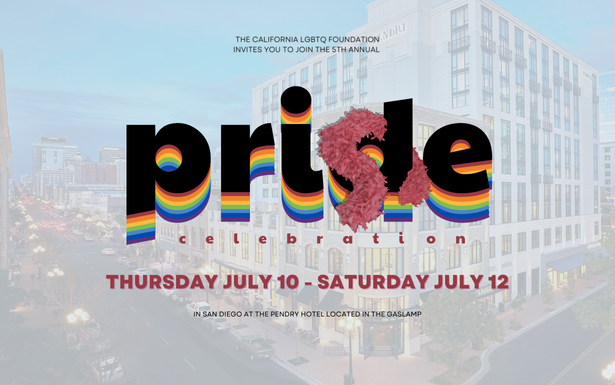 THE CALIFORNIA LGBTQ FOUNDATION
INVITES YOU TO JOIN THE 5TH ANNUAL
pride
celebration
THURSDAY JULY 10 - SATURDAY JULY 12
IN SAN DIEGO AT THE PENDRY HOTEL LOCATED IN THE GASLAMP